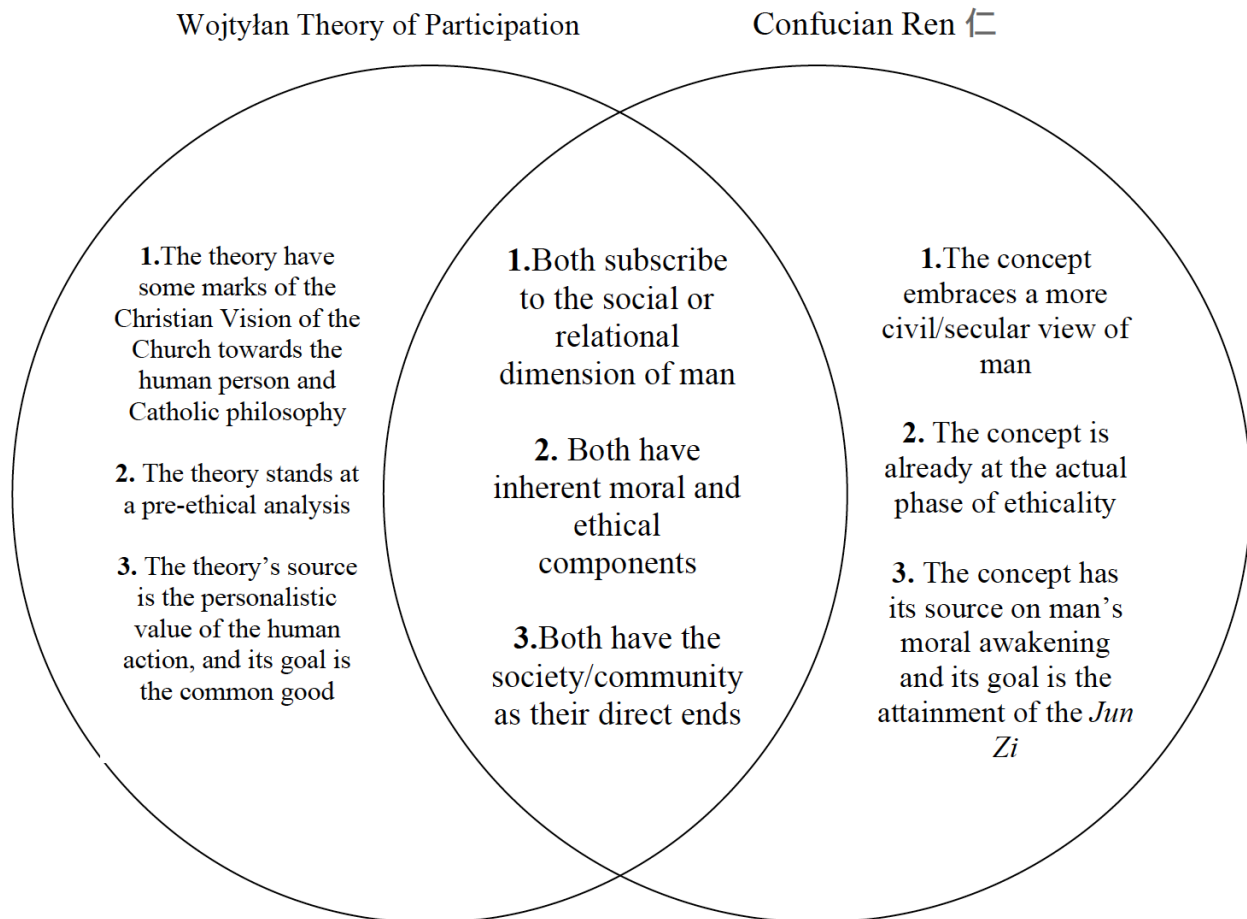 Wojtyłan Theory of Participation
Confucian Ren 仁
1.The theory have
some marks of the
Christian Vision of the
Church towards the
human person and
Catholic philosophy
2. The theory stands at
a pre-ethical analysis
3. The theory’s source
is the personalistic
value of the human
action, and its goal is
the common good
1.Both subscribe
to the social or
relational
dimension of man
2. Both have
inherent moral and
ethical
components
3.Both have the
society/community
as their direct ends
1.The concept
embraces a more
civil/secular view of
man
2. The concept is
already at the actual
phase of ethicality
3. The concept has
its source on man’s
moral awakening
and its goal is the
attainment of the Jun
Zi